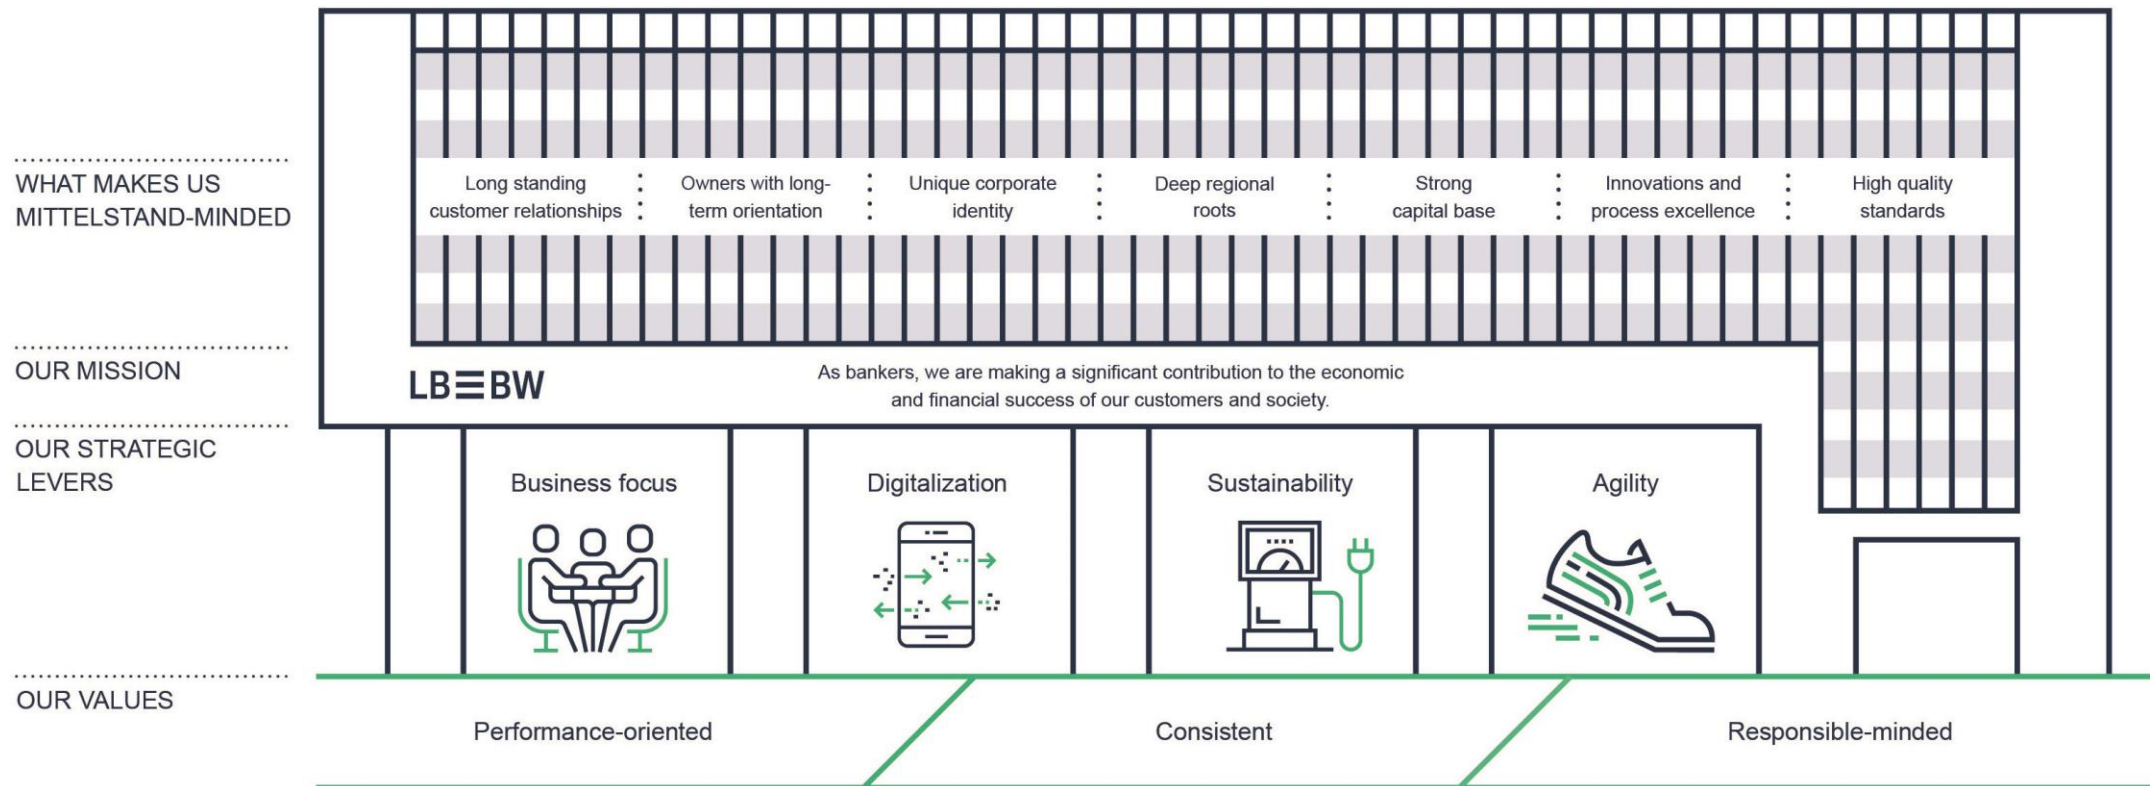 WHAT MAKES US
MITTELSTAND-MINDED
Long standing
customer relationships
Owners with long-
term orientation
Unique corporate
identity
Deep regional
roots
Strong
capital base
Innovations and
process excellence
High quality
standards
OUR MISSION
LBBW
As bankers, we are making a significant contribution to the economic
and financial success of our customers and society.
OUR STRATEGIC
LEVERS
Business focus
Digitalization
Sustainability
Agility
OUR VALUES
Performance-oriented
Consistent
Responsible-minded